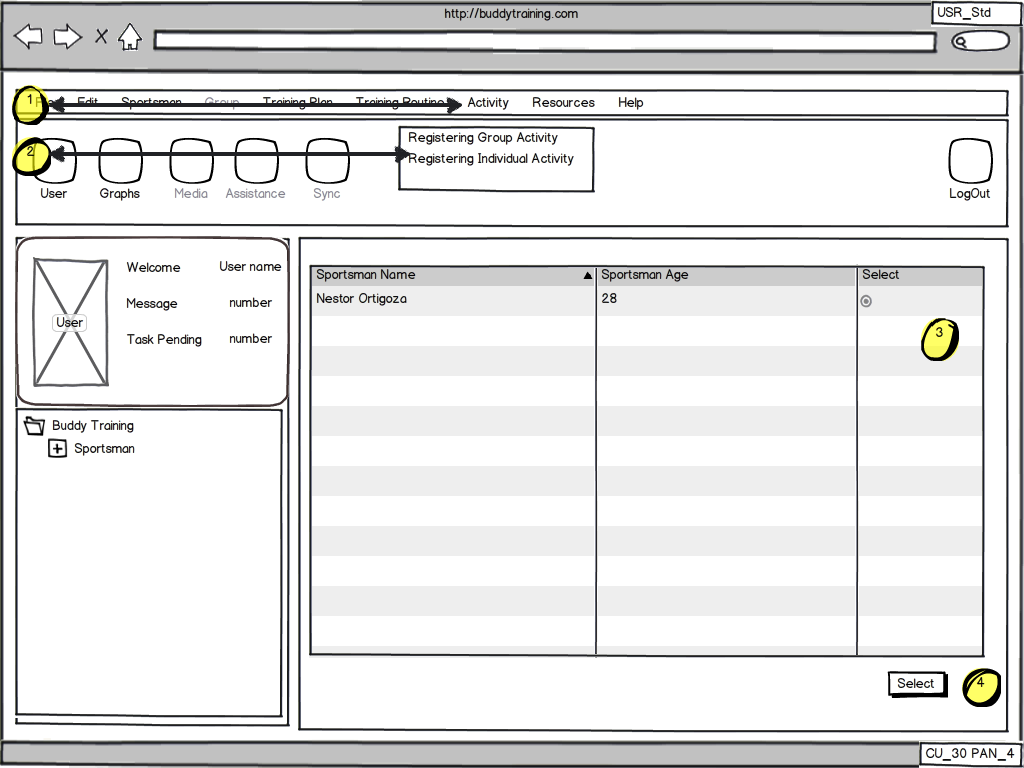 http://buddytraining.com
USR_Std
1
Edit Sportsman Group Training Plan Training Routine Activity Resources Help
Registering Group Activity
2
Registering Individual Activity
User Graphs Media Assistance Sync LogOut
Welcome User name
Message number
User
Task Pending number
Sportsman Name Sportsman Age Select
Nestor Ortigoza 28
3
Buddy Training
Sportsman
Select
4
CU_30 PAN_4